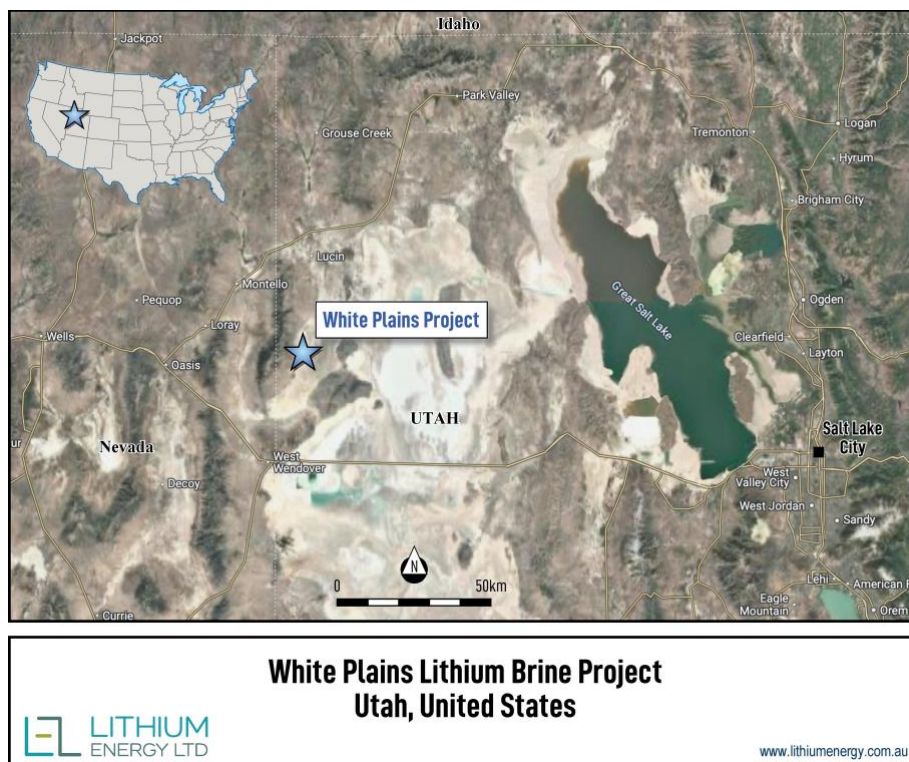 Idaho
Jackpot
Park Valley
Grouse Creek
Tremonton
Logan
Hyrum
Brigham City
Lucin
Montello
Pequop
Loray
White Plains Project
Great Salt Lake
Ogden
Wells
Oasis
Clearfield
Layton
UTAH
Nevada
Salt Lake
City
ur
West
Wendover
Decoy
West
Valley City
West Jordan
Sandy
N
0
50km
Lehi
American F
Eagle
Mountain
Orem
Currie
White Plains Lithium Brine Project
Utah, United States
LITHIUM
ENERGY LTD
www.lithiumenergy.com.au